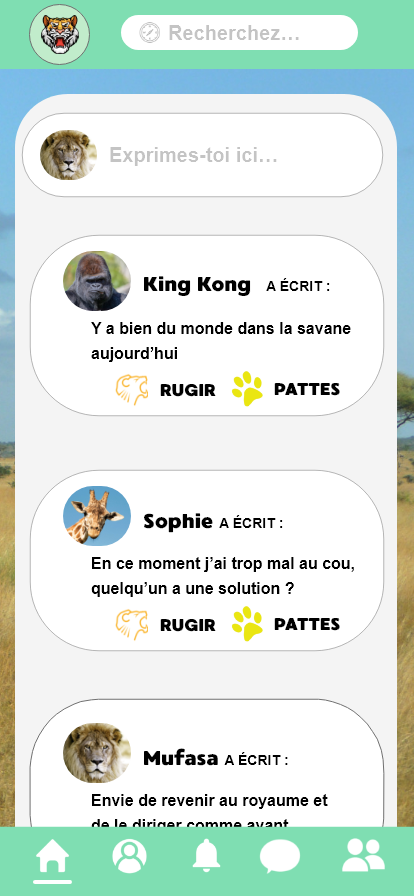 Recherchez...
Exprimes-toi ici...
King Kong A ÉCRIT :
Y a bien du monde dans la savane
aujourd’hui
RUGIR PATTES
Sophie A ÉCRIT :
En ce moment j’ai trop mal au cou,
quelqu’un a une solution ?
RUGIR PATTES
Mufasa A ÉCRIT :
Envie de revenir au royaume et
de le diriger comme avant